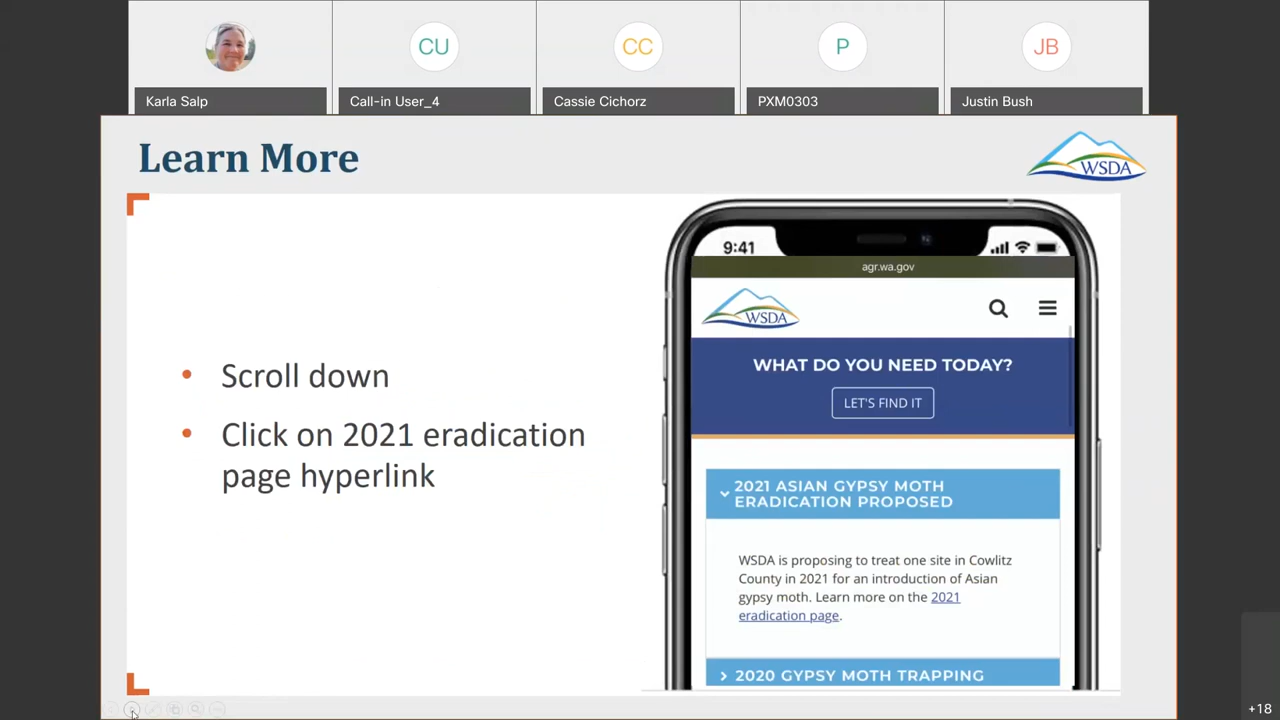 CU
CC
P
JB
Karla Salp
Call-in User_4
Cassie Cichorz
PXM0303
Justin Bush
Learn More
WSDA
9:41
agr.wa.gov
WSDA
WHAT DO YOU NEED TODAY?
LET'S FIND IT
• Scroll down
• Click on 2021 eradication
page hyperlink
2021 ASIAN GYPSY MOTH
ERADICATION PROPOSED
WSDA is proposing to treat one site in Cowlitz
County in 2021 for an introduction of Asian
gypsy moth. Learn more on the 2021
eradication page.
2020 GYPSY MOTH TRAPPING
+18